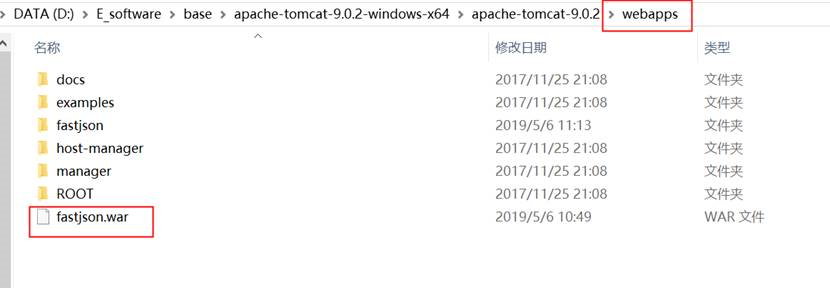 DATA (D:) > E_software > base > apache-tomcat-9.0.2-windows-x64 > apache-tomcat-9.0.2 > webapps
名称 修改日期 类型
docs 2017/11/25 21:08 文件夹
examples 2017/11/25 21:08 文件夹
fastjson 2019/5/6 11:13 文件夹
host-manager 2017/11/25 21:08 文件夹
manager 2017/11/25 21:08 文件夹
ROOT 2017/11/25 21:08 文件夹
fastjson.war 2019/5/6 10:49 WAR 文件